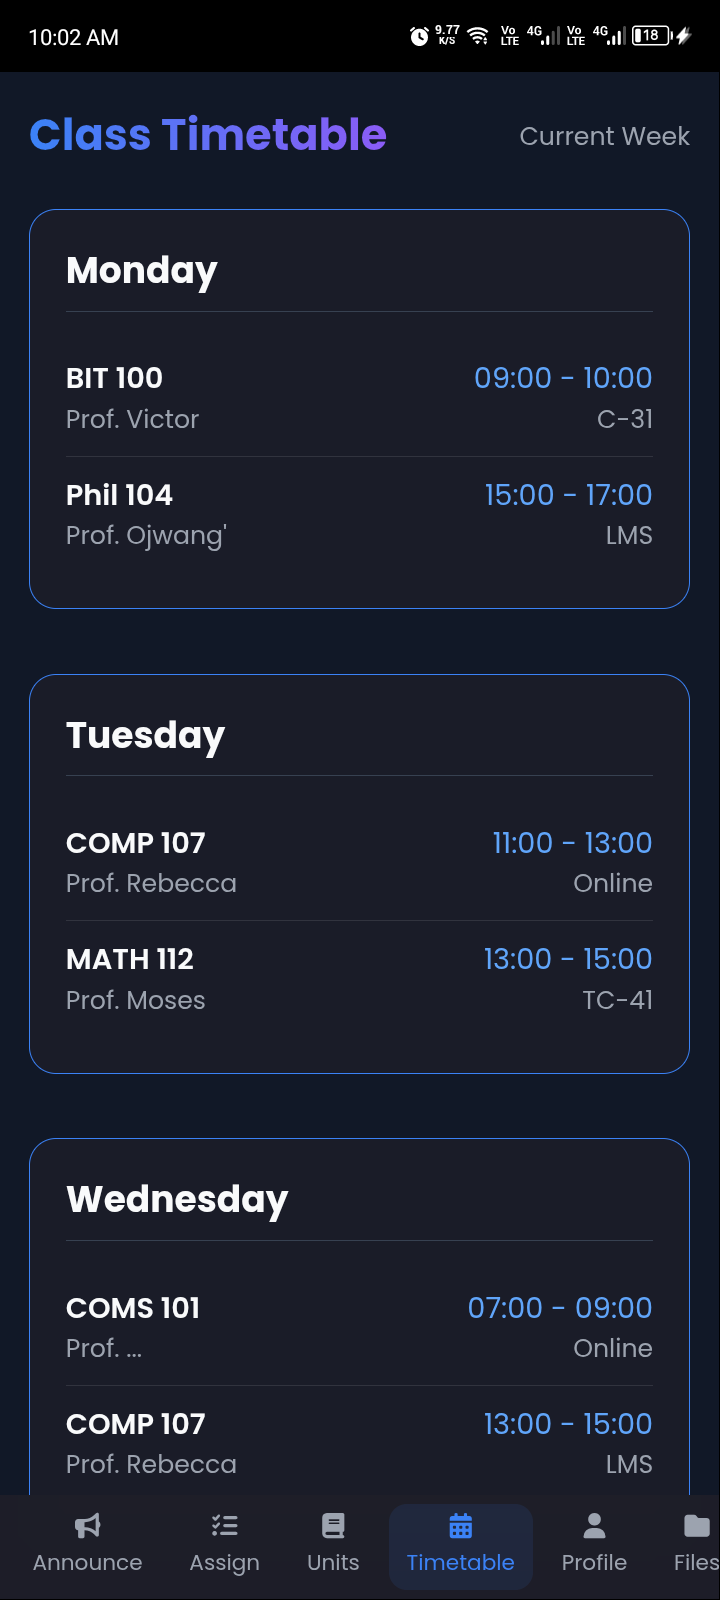 10:02 AM
9.77 K/S
Vo LTE 4G Vo LTE 4G 18
Class Timetable
Current Week
Monday
BIT 100
09:00 - 10:00
Prof. Victor
C-31
Phil 104
15:00 - 17:00
Prof. Ojwang'
LMS
Tuesday
COMP 107
11:00 - 13:00
Prof. Rebecca
Online
MATH 112
13:00 - 15:00
Prof. Moses
TC-41
Wednesday
COMS 101
07:00 - 09:00
Prof. ...
Online
COMP 107
13:00 - 15:00
Prof. Rebecca
LMS
Announce
Assign
Units
Timetable
Profile
Files